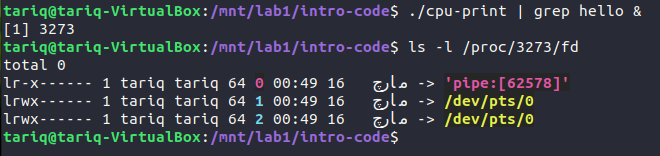 tariq@tariq-VirtualBox:/mnt/lab1/intro-code$ ./cpu-print | grep hello &
[1] 3273
tariq@tariq-VirtualBox:/mnt/lab1/intro-code$ ls -l /proc/3273/fd
total 0
lr-x------ 1 tariq tariq 64 0 00:49 16 مارچ -> 'pipe:[62578]'
lrwx------ 1 tariq tariq 64 1 00:49 16 مارچ -> /dev/pts/0
lrwx------ 1 tariq tariq 64 2 00:49 16 مارچ -> /dev/pts/0
tariq@tariq-VirtualBox:/mnt/lab1/intro-code$